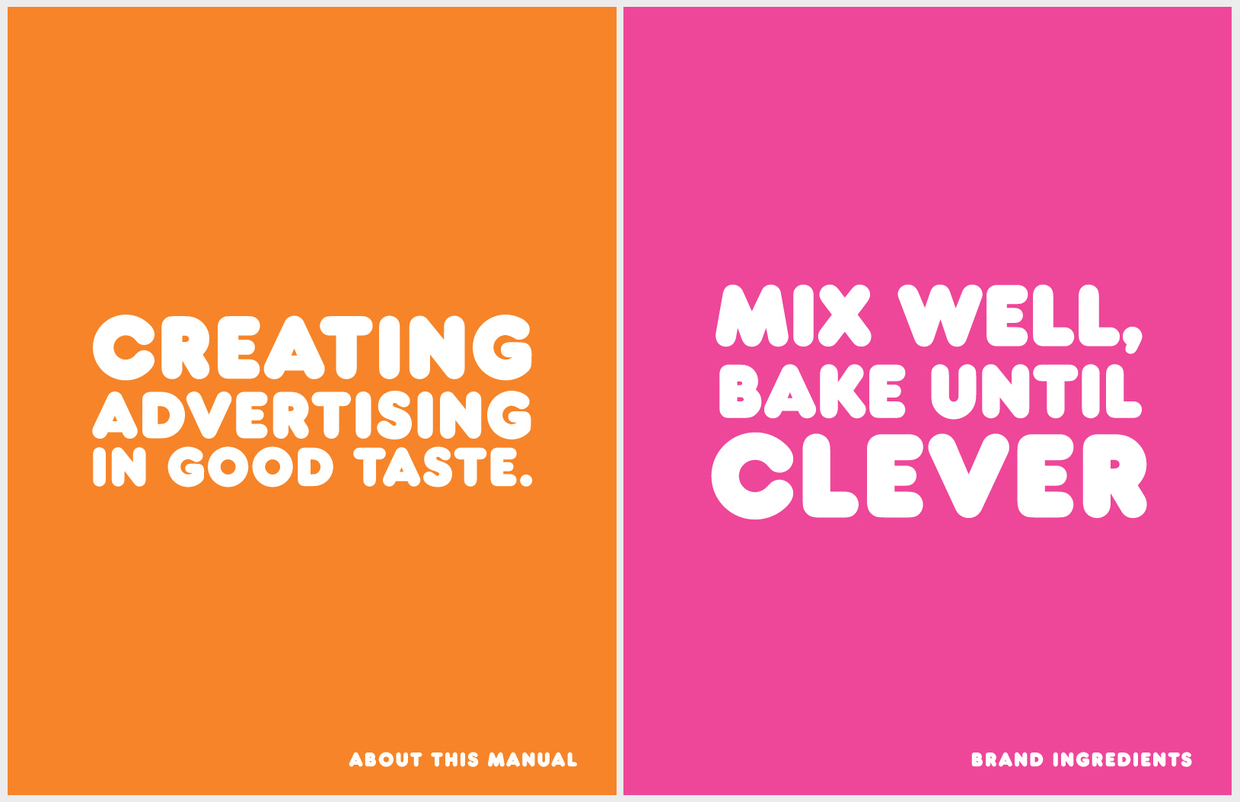 CREATING
ADVERTISING
IN GOOD TASTE.
ABOUT THIS MANUAL
MIX WELL,
BAKE UNTIL
CLEVER
BRAND INGREDIENTS